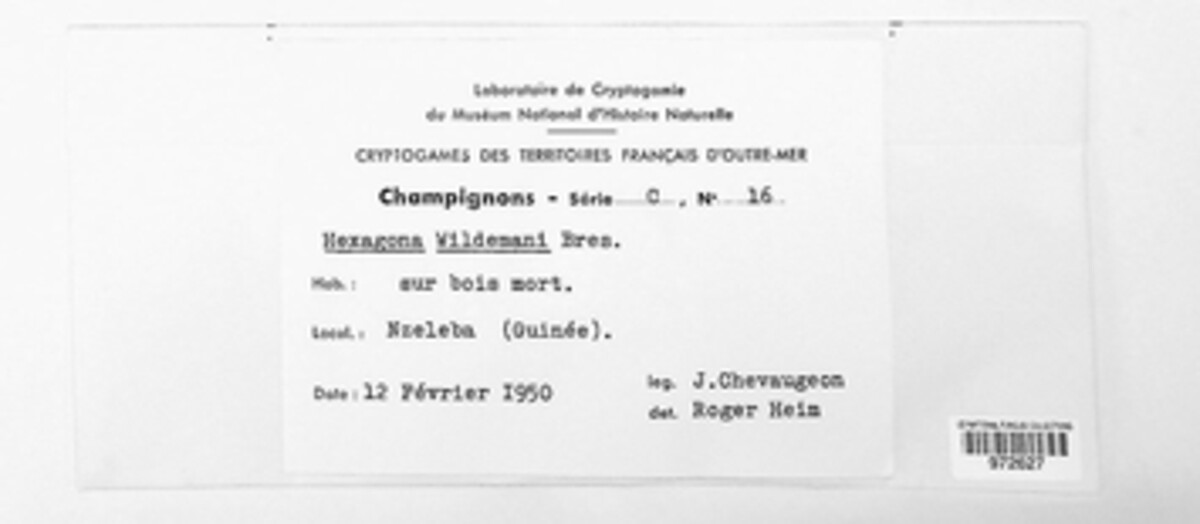 Laboratoire de Cryptogamie
du Muséum National d'Histoire Naturelle
CRYPTOGAMES DES TERRITOIRES FRANÇAIS D'OUTRE-MER
Champignons - Série C, N° 16
Hexagona Wildemani Bres.
Hab.: sur bois mort.
Local.: Nzeleba (Guinée).
Date: 12 Février 1950
leg. J.Chevaugeon
det. Roger Heim
972627